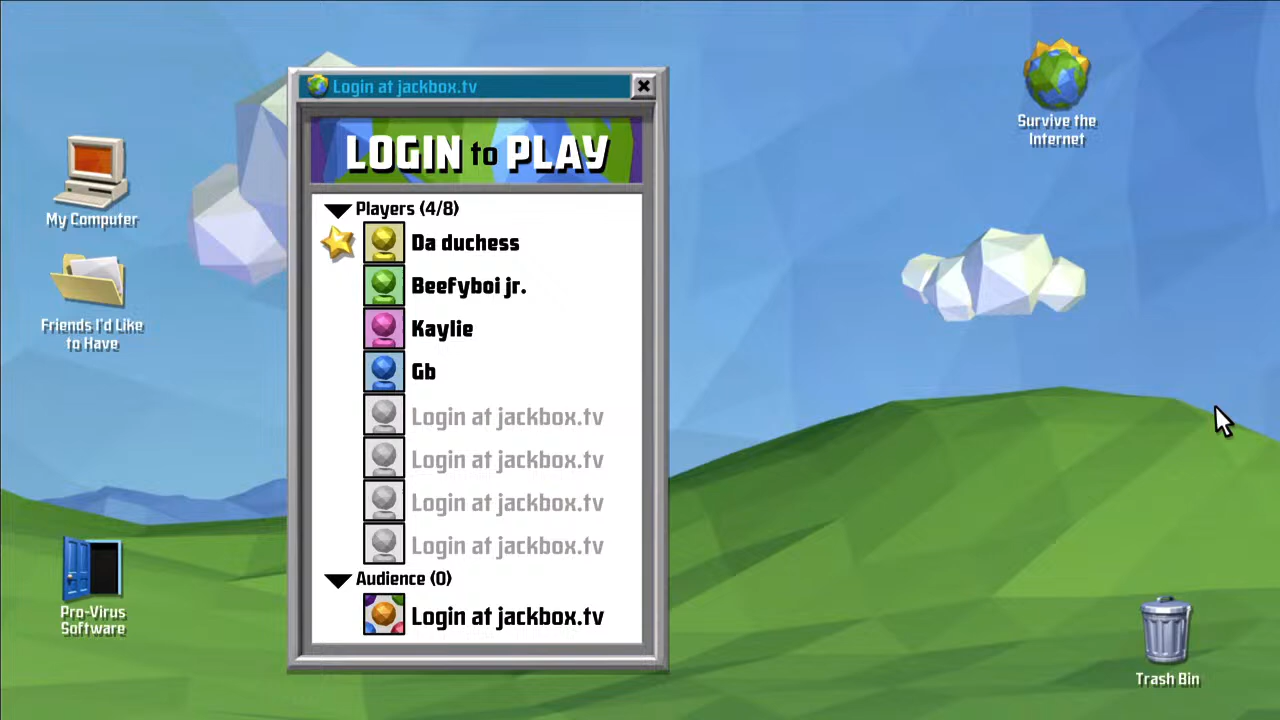 Login at jackbox.tv
LOGIN to PLAY
Players (4/8)
Da duchess
Beefyboi jr.
Kaylie
Gb
Login at jackbox.tv
Login at jackbox.tv
Login at jackbox.tv
Login at jackbox.tv
Audience (0)
Login at jackbox.tv
My Computer
Friends I'd Like
to Have
Pro-Virus
Software
Survive the
Internet
Trash Bin